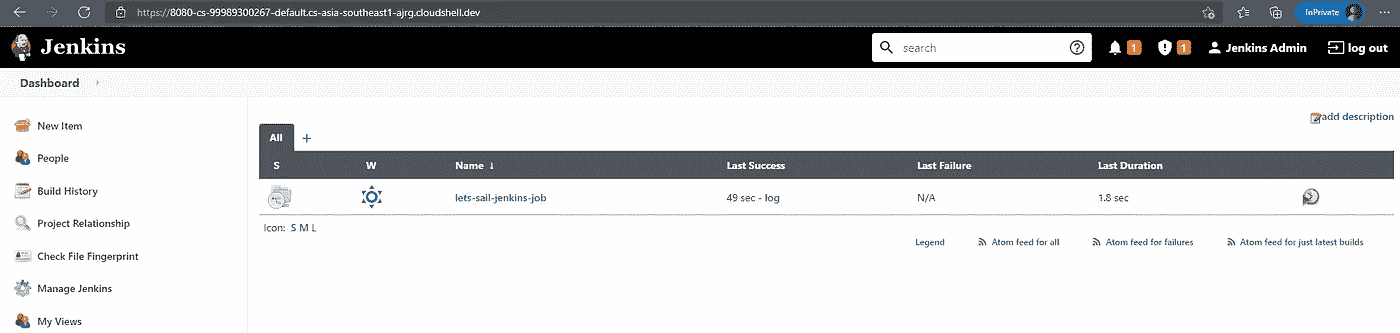 https://8080-cs-99989300267-default.cs-asia-southeast1-ajrg.cloudshell.dev
InPrivate
Jenkins
search
1
1
Jenkins Admin
log out
Dashboard
New Item
People
Build History
Project Relationship
Check File Fingerprint
Manage Jenkins
My Views
add description
All +
S W Name ↓ Last Success Last Failure Last Duration
lets-sail-jenkins-job 49 sec - log N/A 1.8 sec
Icon: S M L
Legend Atom feed for all Atom feed for failures Atom feed for just latest builds